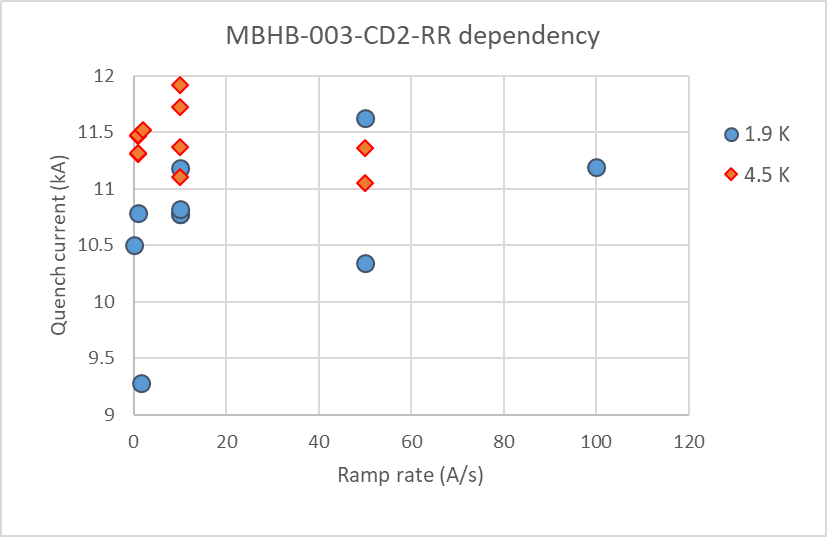 MBHB-003-CD2-RR dependency
12
11.5
11
10.5
10
9.5
9
0 20 40 60 80 100 120
Quench current (kA)
Ramp rate (A/s)
1.9 K
4.5 K